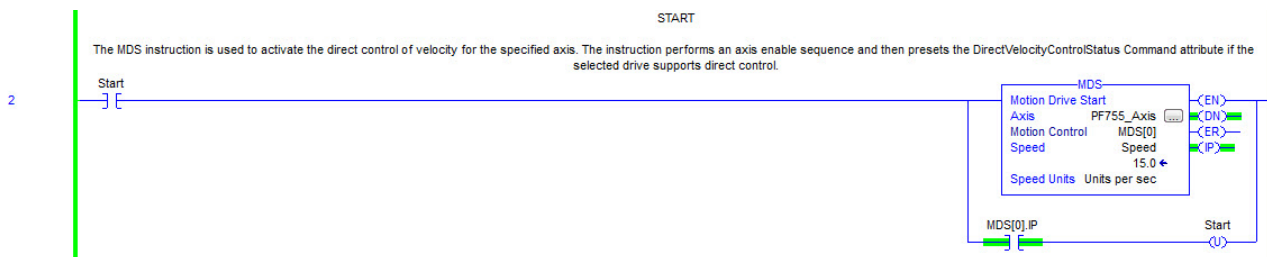 START
The MDS instruction is used to activate the direct control of velocity for the specified axis. The instruction performs an axis enable sequence and then presets the DirectVelocityControlStatus Command attribute if the
selected drive supports direct control.
Start
2
MDS
Motion Drive Start
Axis PF755_Axis ...
Motion Control MDS[0]
Speed Speed
15.0
Speed Units Units per sec
EN
DN
ER
IP
MDS[0].IP
Start
U